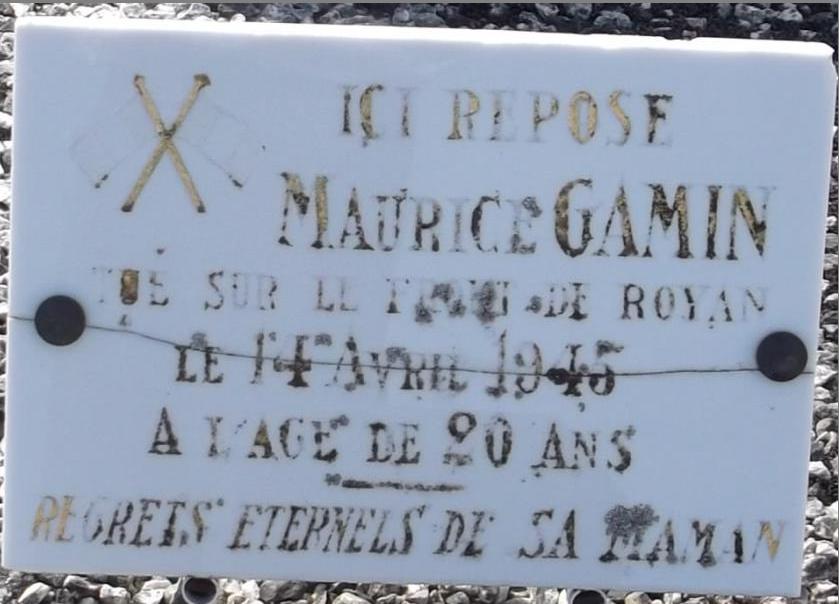 ICI REPOSE
MAURICE GAMIN
TUÉ SUR LE FRONT DE ROYAN
LE 14 AVRIL 1945
A L'AGE DE 20 ANS
REGRETS ETERNELS DE SA MAMAN